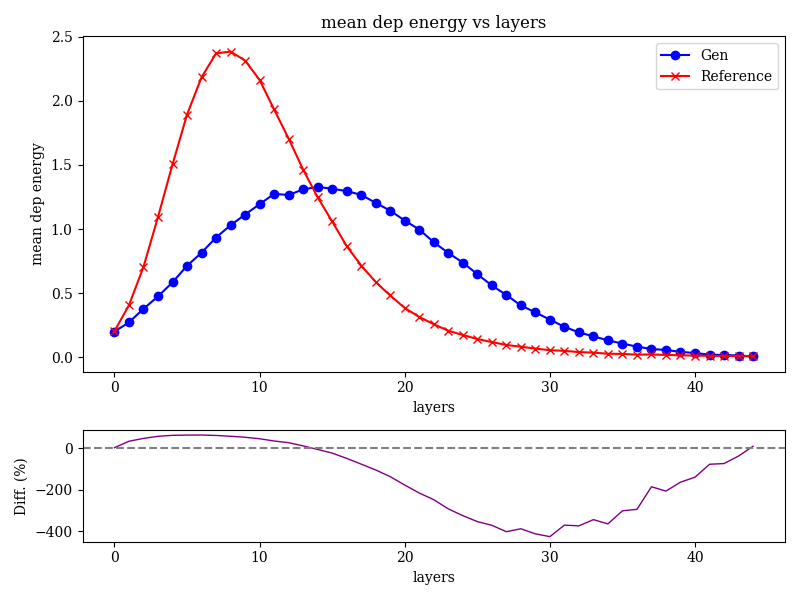 mean dep energy vs layers
Gen
Reference
mean dep energy
2.5
2.0
1.5
1.0
0.5
0.0
0 10 20 30 40
layers
Diff. (%)
0
−200
−400
0 10 20 30 40
layers